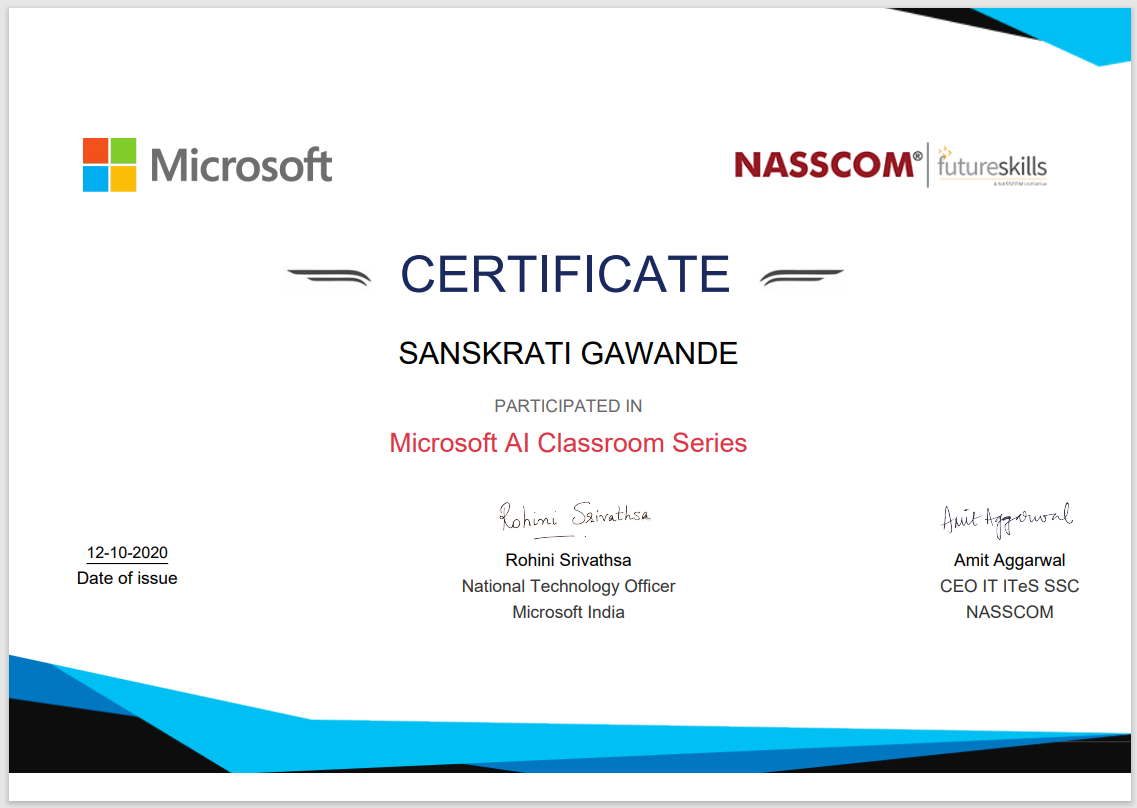 Microsoft
NASSCOM® futureskills
A NASSCOM Initiative
CERTIFICATE
SANSKRATI GAWANDE
PARTICIPATED IN
Microsoft AI Classroom Series
Rohini Srivathsa
Amit Aggarwal
12-10-2020
Date of issue
Rohini Srivathsa
National Technology Officer
Microsoft India
Amit Aggarwal
CEO IT ITeS SSC
NASSCOM